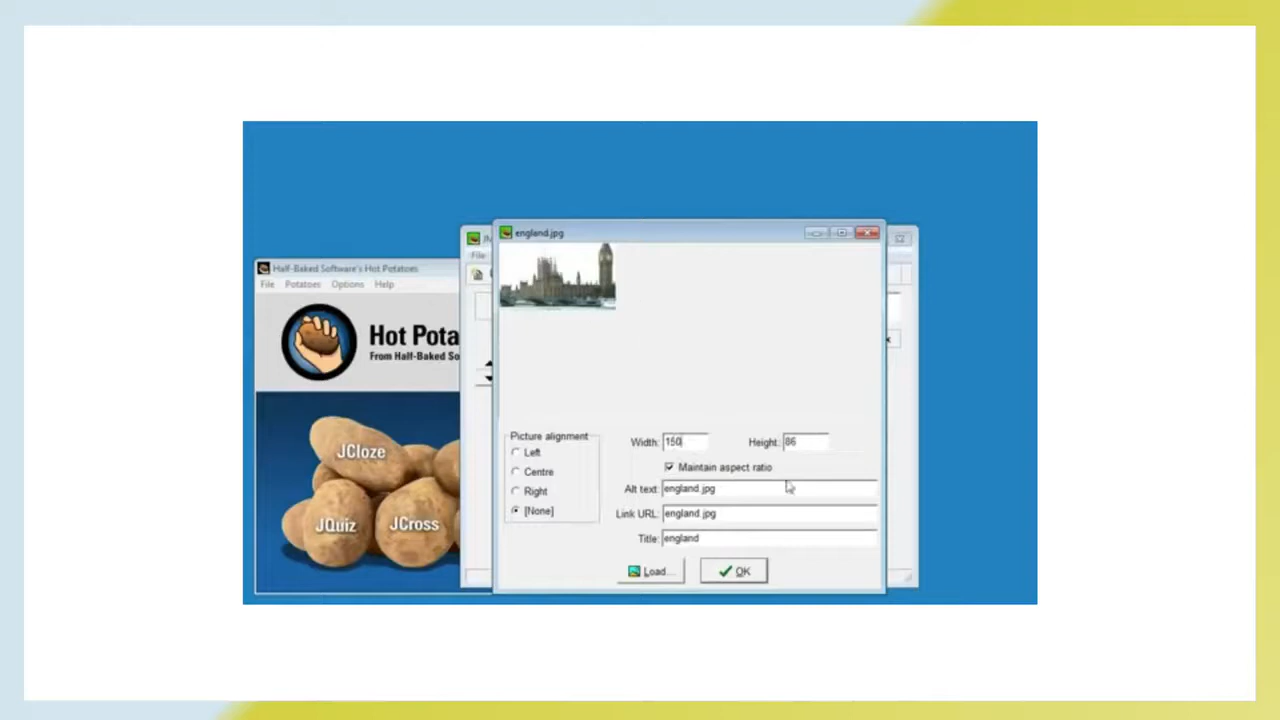 england.jpg
File
Half-Baked Software's Hot Potatoes
File Potatoes Options Help
Hot Pota
From Half-Baked So
JCloze
JQuiz
JCross
Picture alignment
Left
Centre
Right
[None]
Width: 150
Height: 86
Maintain aspect ratio
Alt text: england.jpg
Link URL: england.jpg
Title: england
Load...
OK